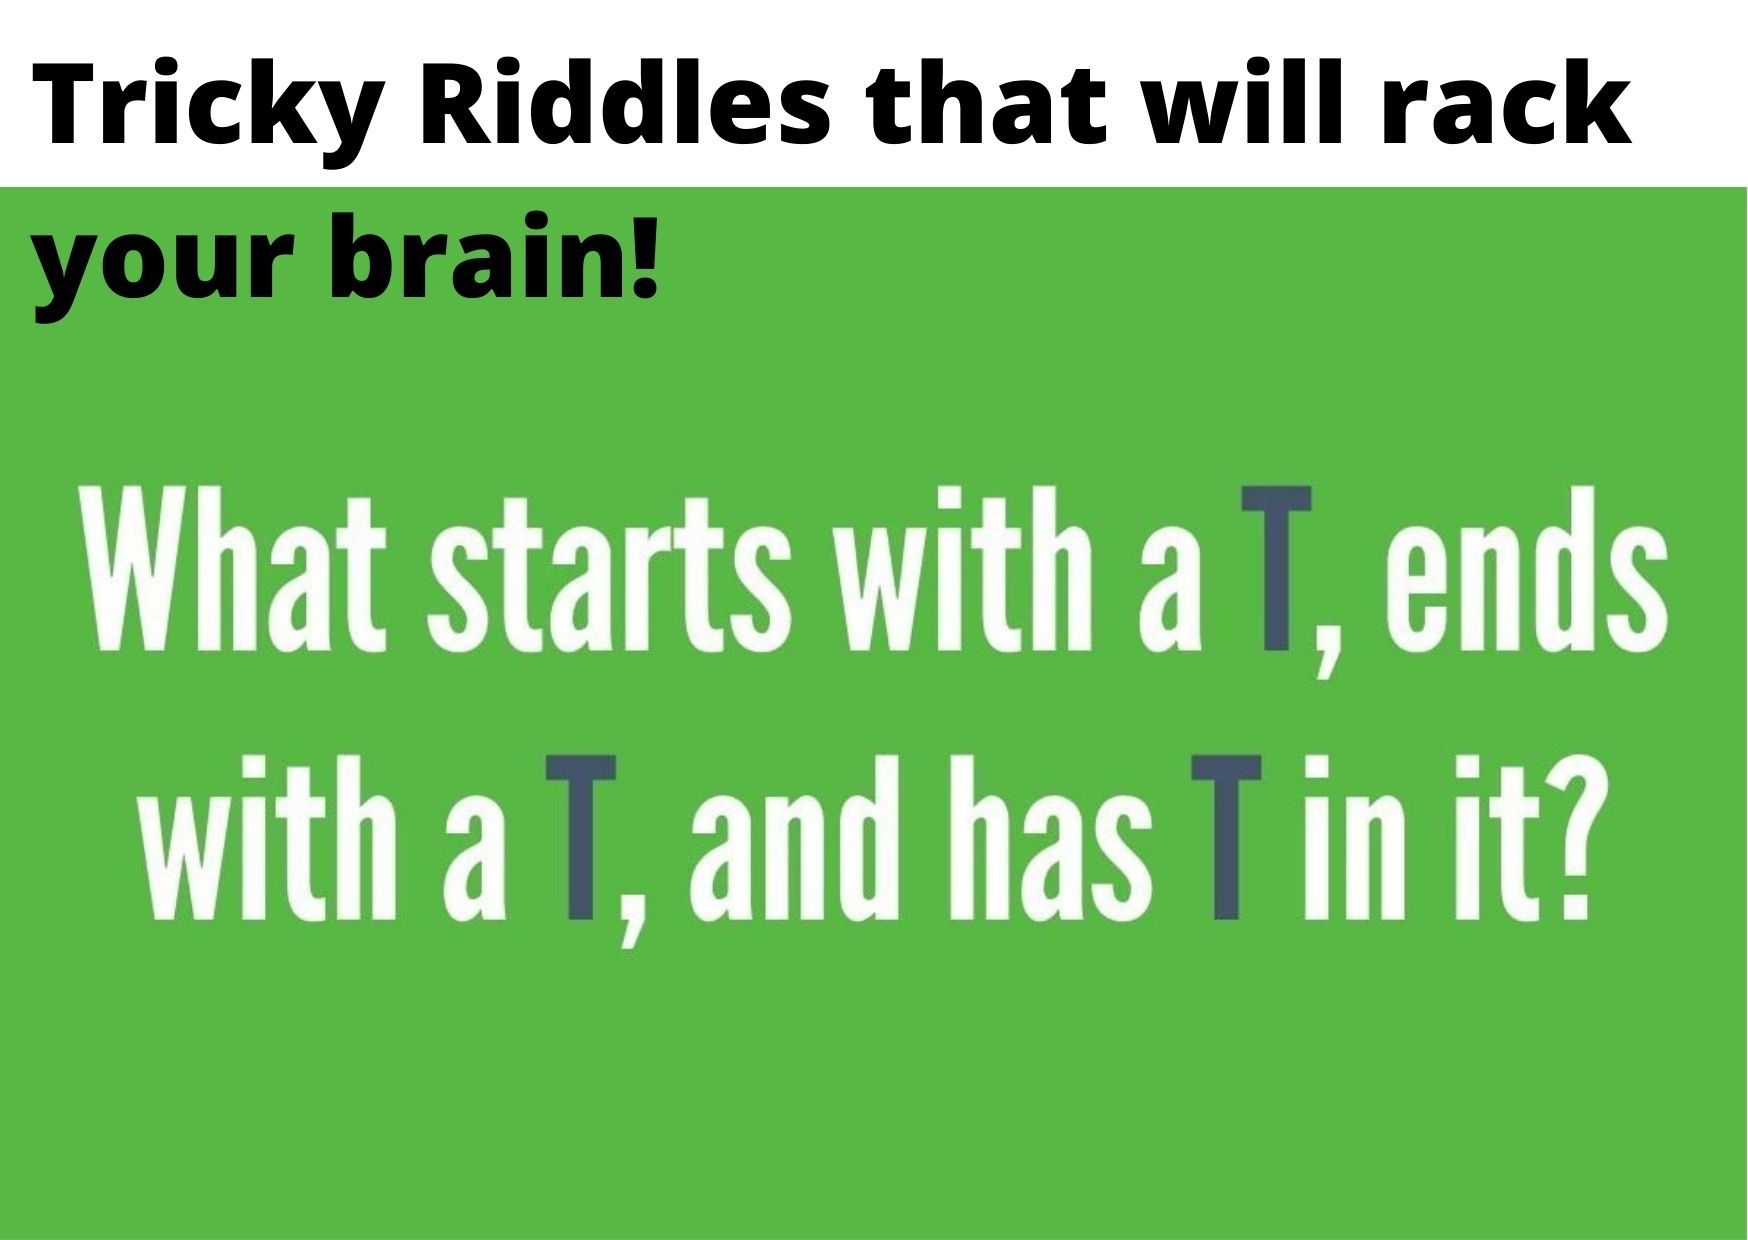 Tricky Riddles that will rack
your brain!
What starts with a T, ends
with a T, and has T in it?